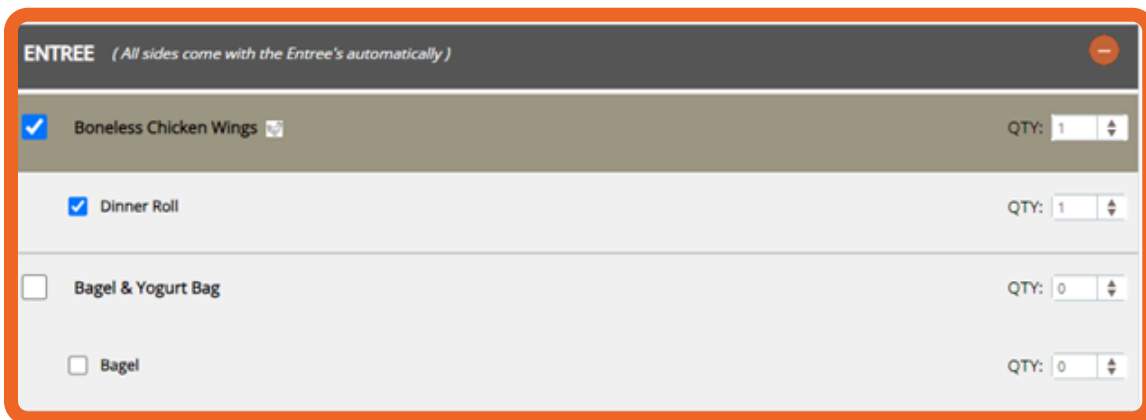 ENTREE ( All sides come with the Entree's automatically )
Boneless Chicken Wings QTY: 1
Dinner Roll QTY: 1
Bagel & Yogurt Bag QTY: 0
Bagel QTY: 0